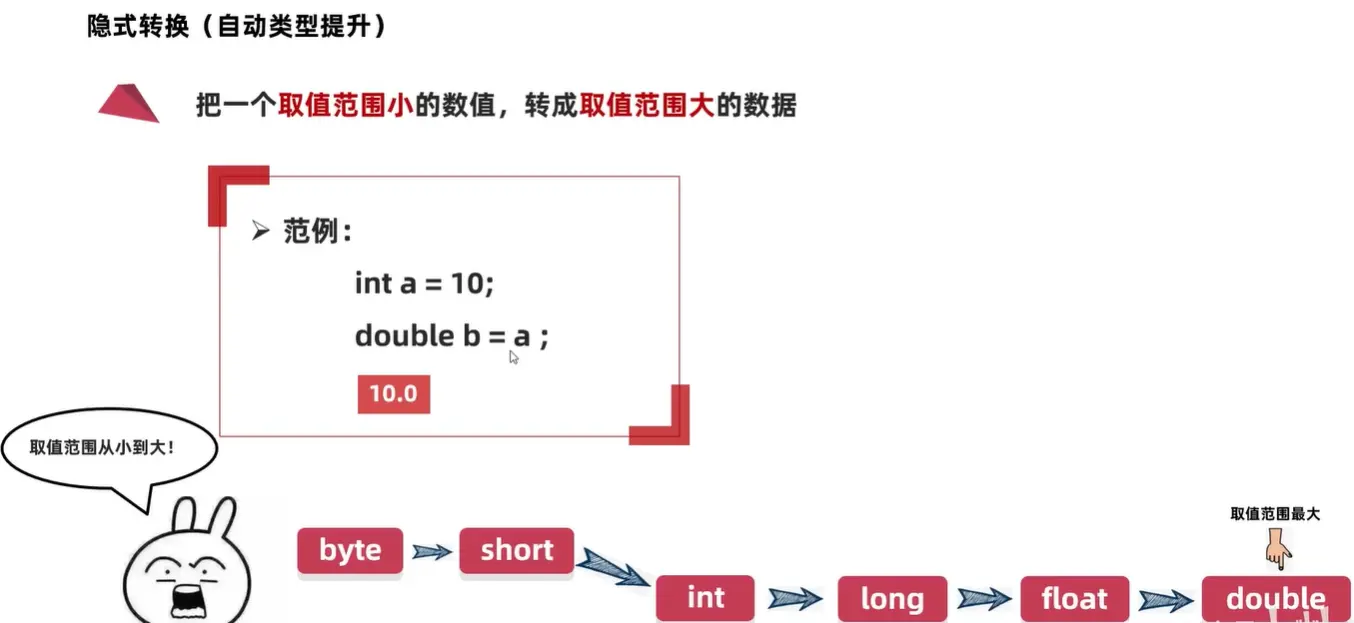 隐式转换（自动类型提升）
把一个取值范围小的数值，转成取值范围大的数据
范例：
int a = 10;
double b = a ;
10.0
取值范围从小到大！
取值范围最大
byte
short
int
long
float
double